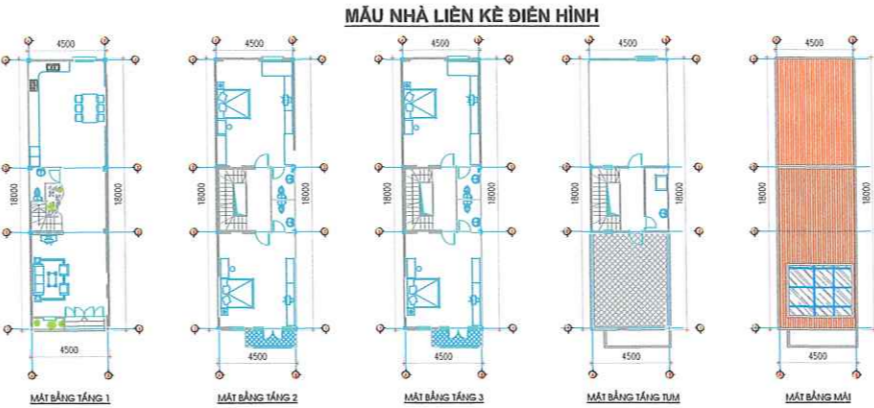 MẪU NHÀ LIỀN KỀ ĐIỂN HÌNH
4500 4500 4500 4500 4500
18000 18000 18000 18000 18000 18000 18000 18000 18000 18000
4500 4500 4500 4500 4500
MẶT BẰNG TẦNG 1 MẶT BẰNG TẦNG 2 MẶT BẰNG TẦNG 3 MẶT BẰNG TẦNG TUM MẶT BẰNG MÁI